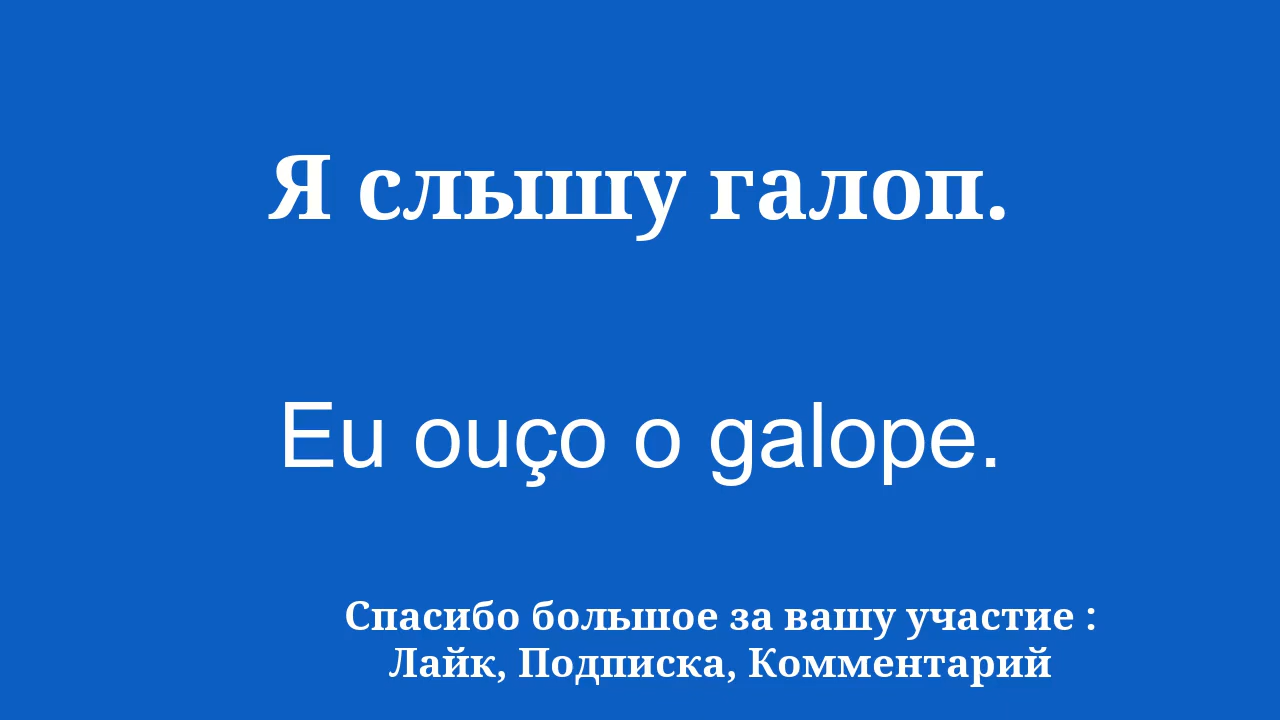 Я слышу галоп.
Eu ouço o galope.
Спасибо большое за вашу участие :
Лайк, Подписка, Комментарий